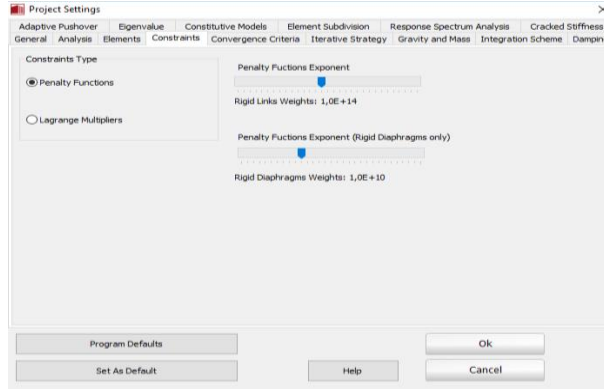 Project Settings
Adaptive Pushover Eigenvalue Constitutive Models Element Subdivision Response Spectrum Analysis Cracked Stiffness
General Analysis Elements Constraints Convergence Criteria Iterative Strategy Gravity and Mass Integration Scheme Dampin
Constraints Type
Penalty Functions
Lagrange Multipliers
Penalty Fuctions Exponent
Rigid Links Weights: 1,0E+14
Penalty Fuctions Exponent (Rigid Diaphragms only)
Rigid Diaphragms Weights: 1,0E+10
Program Defaults
Ok
Set As Default
Help
Cancel